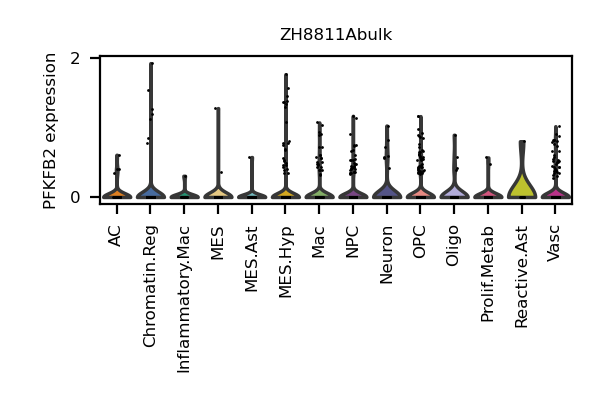 ZH8811Abulk
PFKFB2 expression
2
0
AC
Chromatin.Reg
Inflammatory.Mac
MES
MES.Ast
MES.Hyp
Mac
NPC
Neuron
OPC
Oligo
Prolif.Metab
Reactive.Ast
Vasc